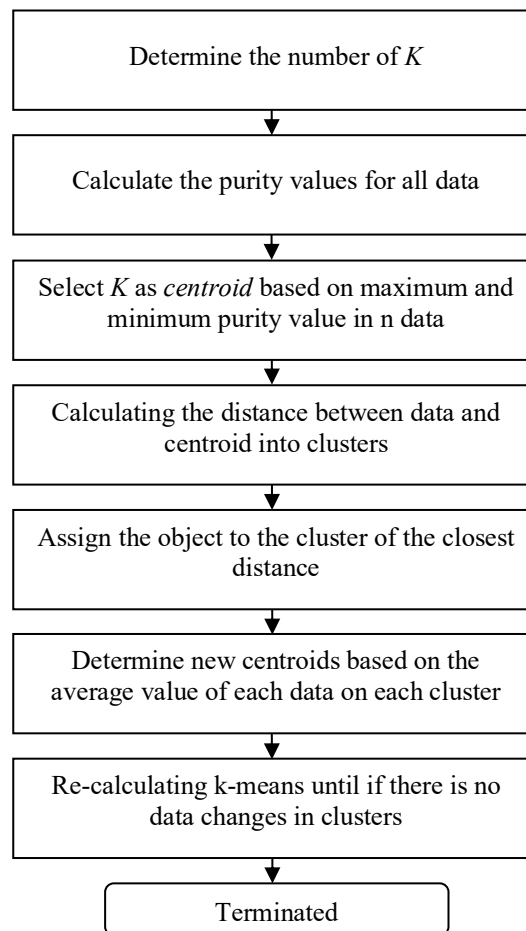 Determine the number of K
Calculate the purity values for all data
Select K as centroid based on maximum and
minimum purity value in n data
Calculating the distance between data and
centroid into clusters
Assign the object to the cluster of the closest
distance
Determine new centroids based on the
average value of each data on each cluster
Re-calculating k-means until if there is no
data changes in clusters
Terminated